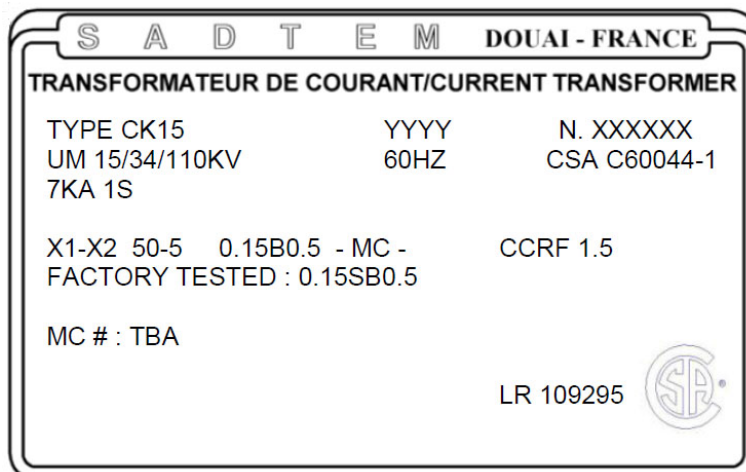 SADTEM DOUAI - FRANCE
TRANSFORMATEUR DE COURANT/CURRENT TRANSFORMER
TYPE CK15 YYYY N. XXXXXX
UM 15/34/110KV 60HZ CSA C60044-1
7KA 1S
X1-X2 50-5 0.15B0.5 - MC - CCRF 1.5
FACTORY TESTED : 0.15SB0.5
MC # : TBA
LR 109295 CSA